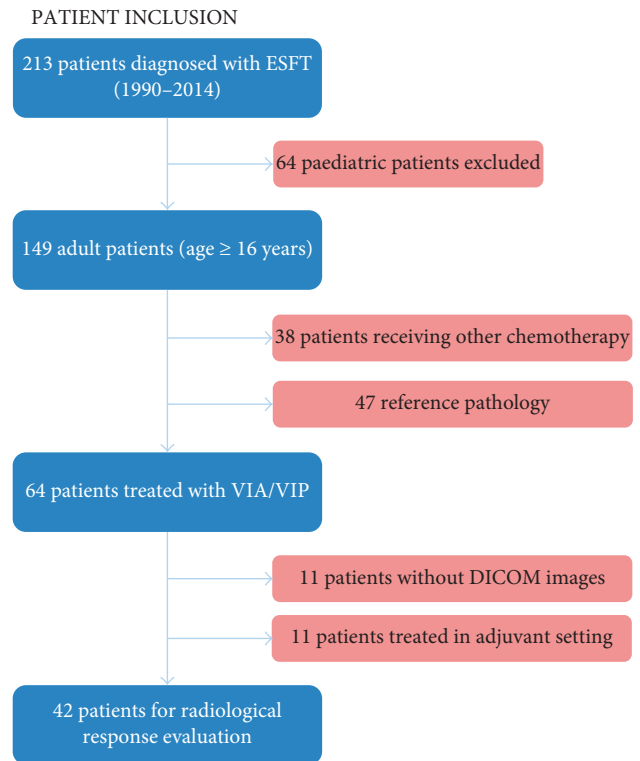 PATIENT INCLUSION
213 patients diagnosed with ESFT
(1990–2014)
64 paediatric patients excluded
149 adult patients (age ≥ 16 years)
38 patients receiving other chemotherapy
47 reference pathology
64 patients treated with VIA/VIP
11 patients without DICOM images
11 patients treated in adjuvant setting
42 patients for radiological
response evaluation